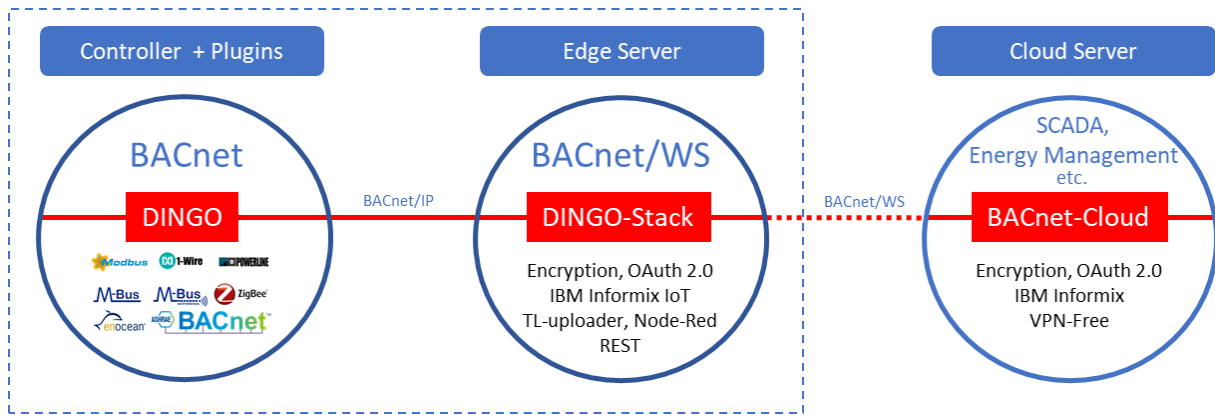 Controller + Plugins
Edge Server
Cloud Server
BACnet
BACnet/WS
SCADA,
Energy Management
etc.
BACnet/IP
BACnet/WS
DINGO
DINGO-Stack
BACnet-Cloud
Modbus
1-Wire
POWERLINE
M-Bus
M-Bus
ZigBee
enocean
ASHRAE BACnet™
Encryption, OAuth 2.0
IBM Informix IoT
TL-uploader, Node-Red
REST
Encryption, OAuth 2.0
IBM Informix
VPN-Free